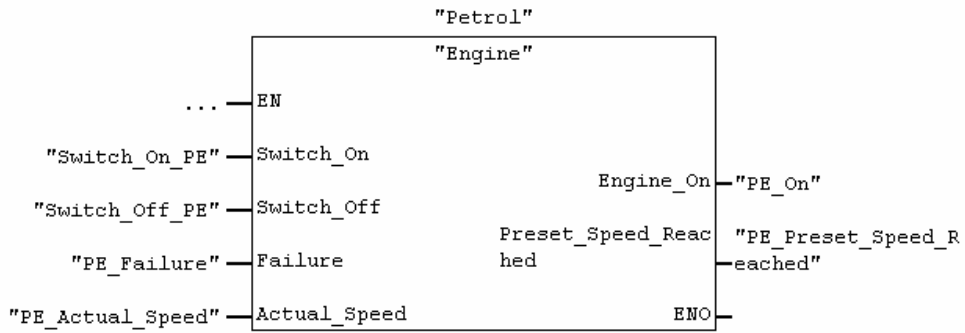 "Petrol"
"Engine"
... EN
"Switch_On_PE" Switch_On
Engine_On "PE_On"
"Switch_Off_PE" Switch_Off
Preset_Speed_Reac "PE_Preset_Speed_R
"PE_Failure" Failure hed eached"
"PE_Actual_Speed" Actual_Speed ENO